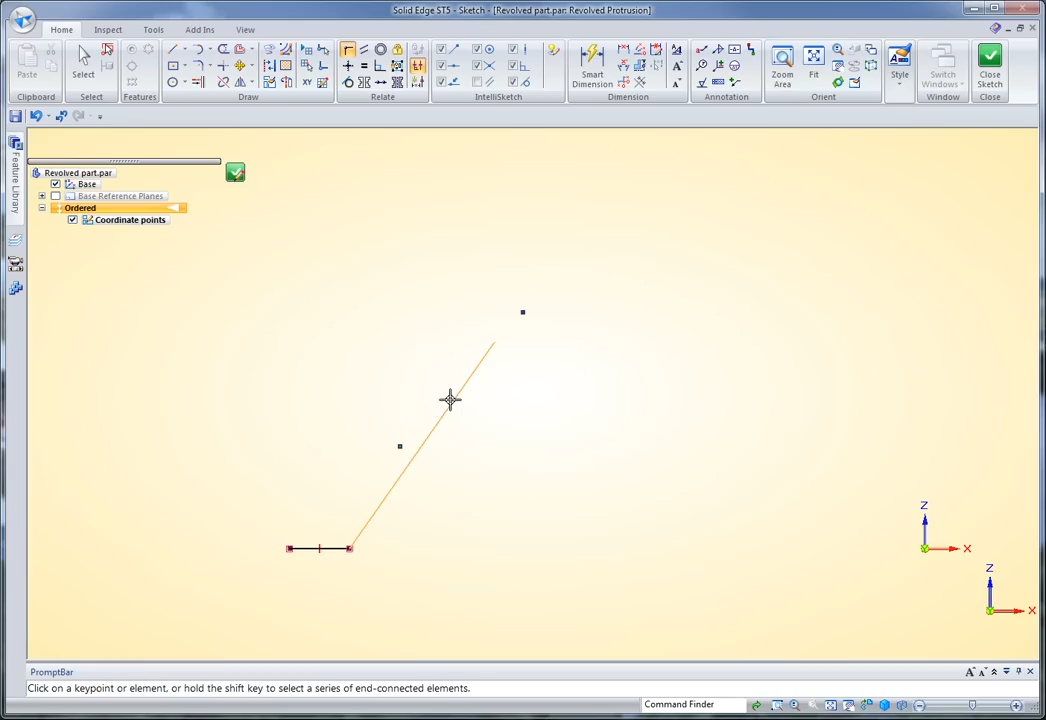 Solid Edge ST5 - Sketch - [Revolved part.par: Revolved Protrusion]
Home Inspect Tools Add Ins View
Paste Select Smart Dimension Zoom Area Fit Style Switch Windows Close Sketch
Clipboard Select Features Draw Relate IntelliSketch Dimension Annotation Orient Window Close
Feature Library
Revolved part.par
Base
Base Reference Planes
Ordered
Coordinate points
Z
X
Z
X
PromptBar
Click on a keypoint or element, or hold the shift key to select a series of end-connected elements.
Command Finder